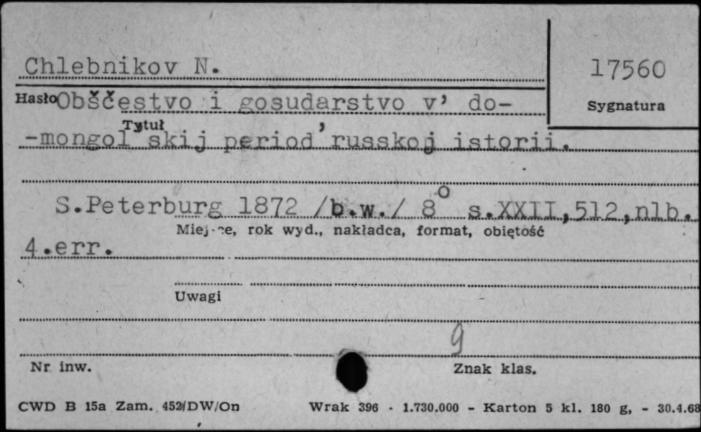 Chlebnikov N.
17560
Hasło Obščestvo i gosudarstvo v' do-
Sygnatura
Tytuł
-mongol'skij period'russkoj istorii.
S.Peterburg 1872 /b.w./ 8° s.XXII,512,nlb.
Miejsce, rok wyd., nakładca, format, objętość
4.err.
Uwagi
9
Nr inw.
Znak klas.
CWD B 15a Zam. 452/DW/On Wrak 396 - 1.730.000 - Karton 5 kl. 180 g, - 30.4.68